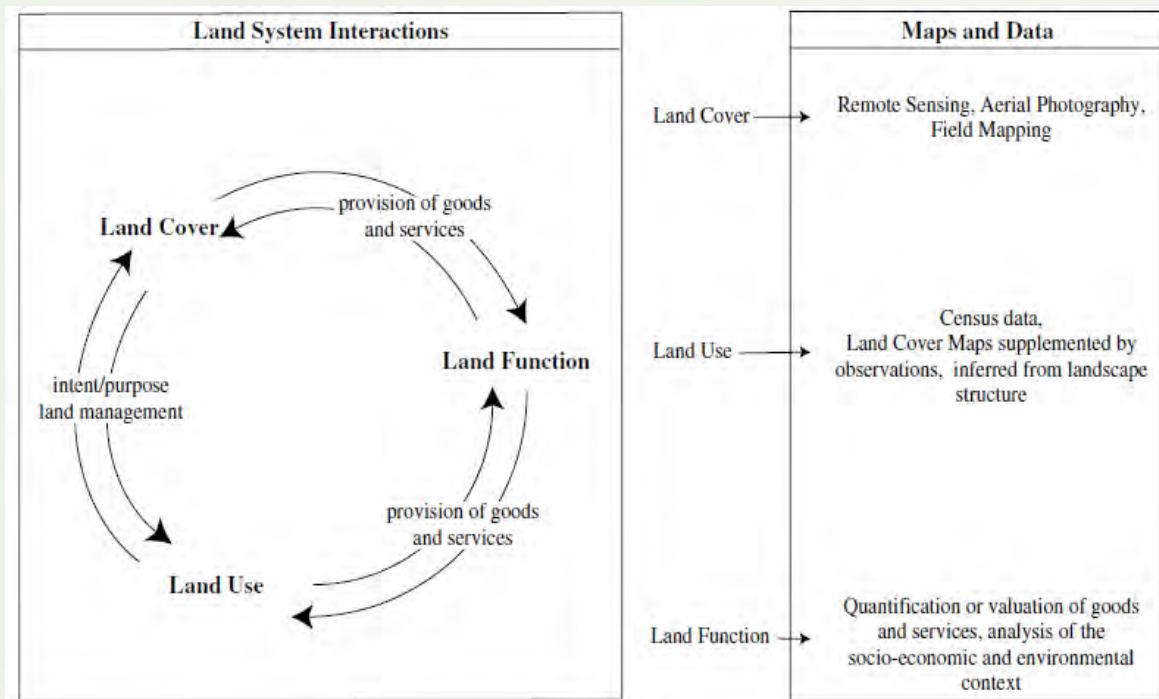 Land System Interactions
Land Cover
provision of goods
and services
Land Function
intent/purpose
land management
provision of goods
and services
Land Use
Maps and Data
Land Cover
Remote Sensing, Aerial Photography,
Field Mapping
Land Use
Census data,
Land Cover Maps supplemented by
observations, inferred from landscape
structure
Land Function
Quantification or valuation of goods
and services, analysis of the
socio-economic and environmental
context